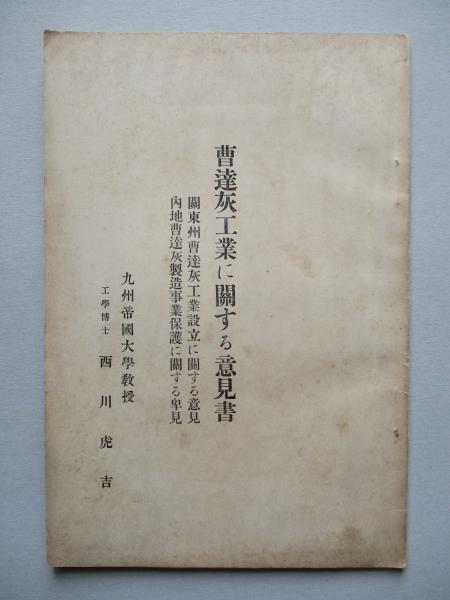 曹達灰工業に關する意見書
關東州曹達灰工業設立に關する意見
內地曹達灰製造事業保護に關する卑見
九州帝國大學敎授
工學博士 西川虎吉